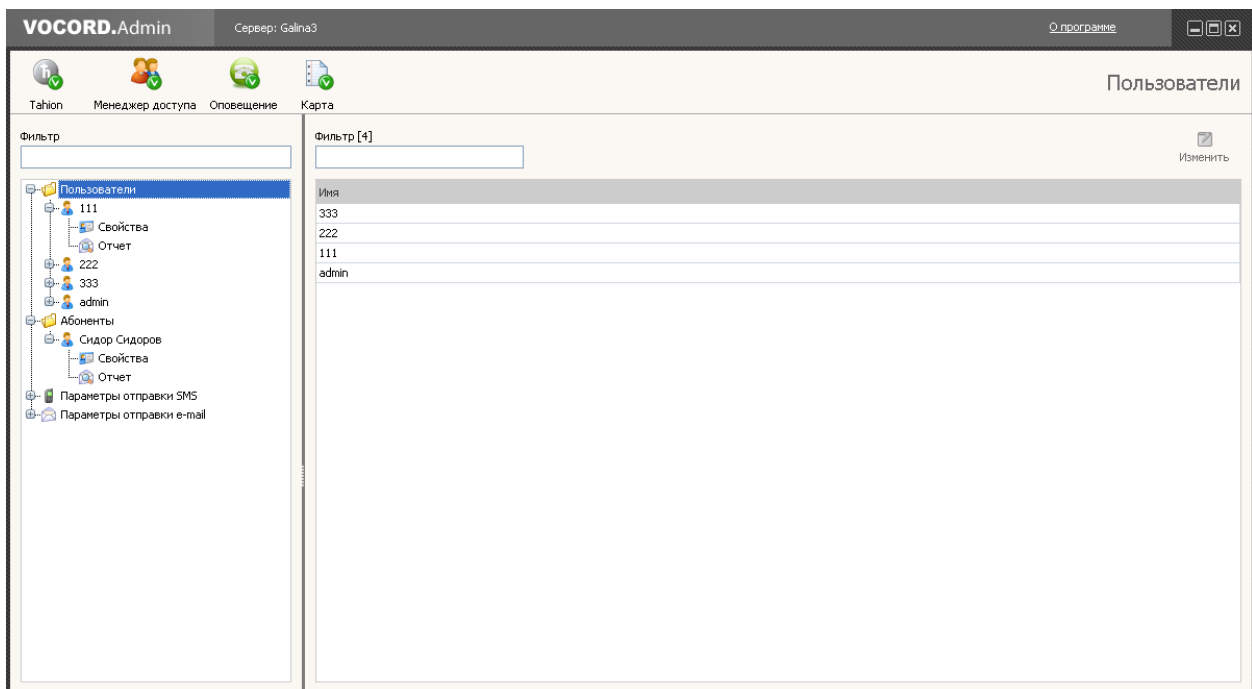 VOCORD.Admin Сервер: Galina3 О программе
Tahion Менеджер доступа Оповещение Карта Пользователи
Фильтр
Фильтр [4]
Изменить
Пользователи
111
Свойства
Отчет
222
333
admin
Абоненты
Сидор Сидоров
Свойства
Отчет
Параметры отправки SMS
Параметры отправки e-mail
Имя
333
222
111
admin